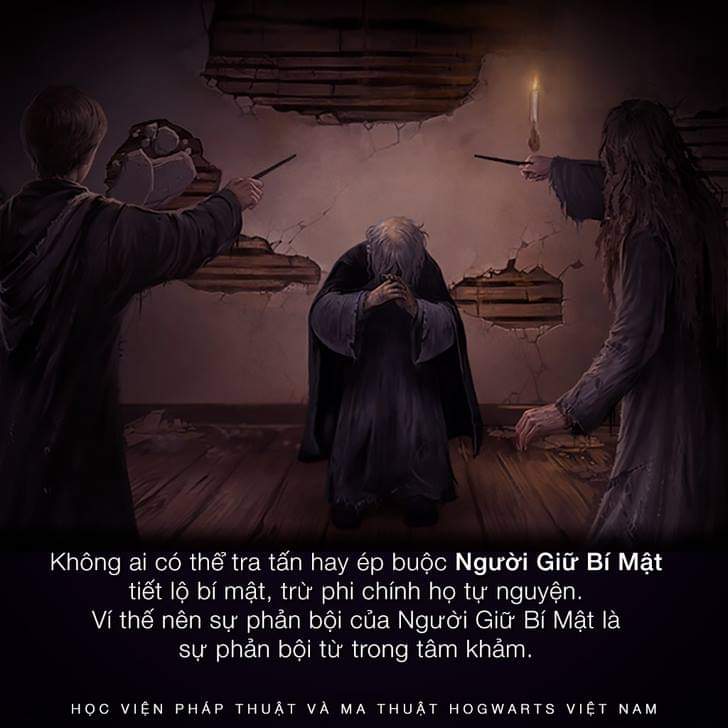 Không ai có thể tra tấn hay ép buộc Người Giữ Bí Mật
tiết lộ bí mật, trừ phi chính họ tự nguyện.
Ví thế nên sự phản bội của Người Giữ Bí Mật là
sự phản bội từ trong tâm khảm.
HỌC VIỆN PHÁP THUẬT VÀ MA THUẬT HOGWARTS VIỆT NAM